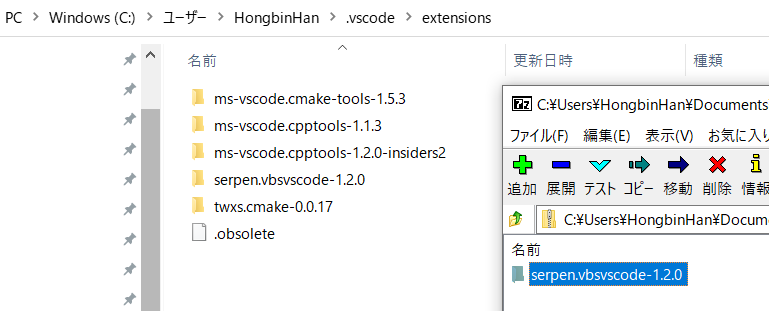 PC > Windows (C:) > ユーザー > HongbinHan > .vscode > extensions
名前 更新日時 種類
ms-vscode.cmake-tools-1.5.3
ms-vscode.cpptools-1.1.3
ms-vscode.cpptools-1.2.0-insiders2
serpen.vbsvscode-1.2.0
twxs.cmake-0.0.17
.obsolete
7z C:¥Users¥HongbinHan¥Documents
ファイル(F) 編集(E) 表示(V) お気に入り
追加 展開 テスト コピー 移動 削除 情報
C:¥Users¥HongbinHan¥Docume
名前
serpen.vbsvscode-1.2.0